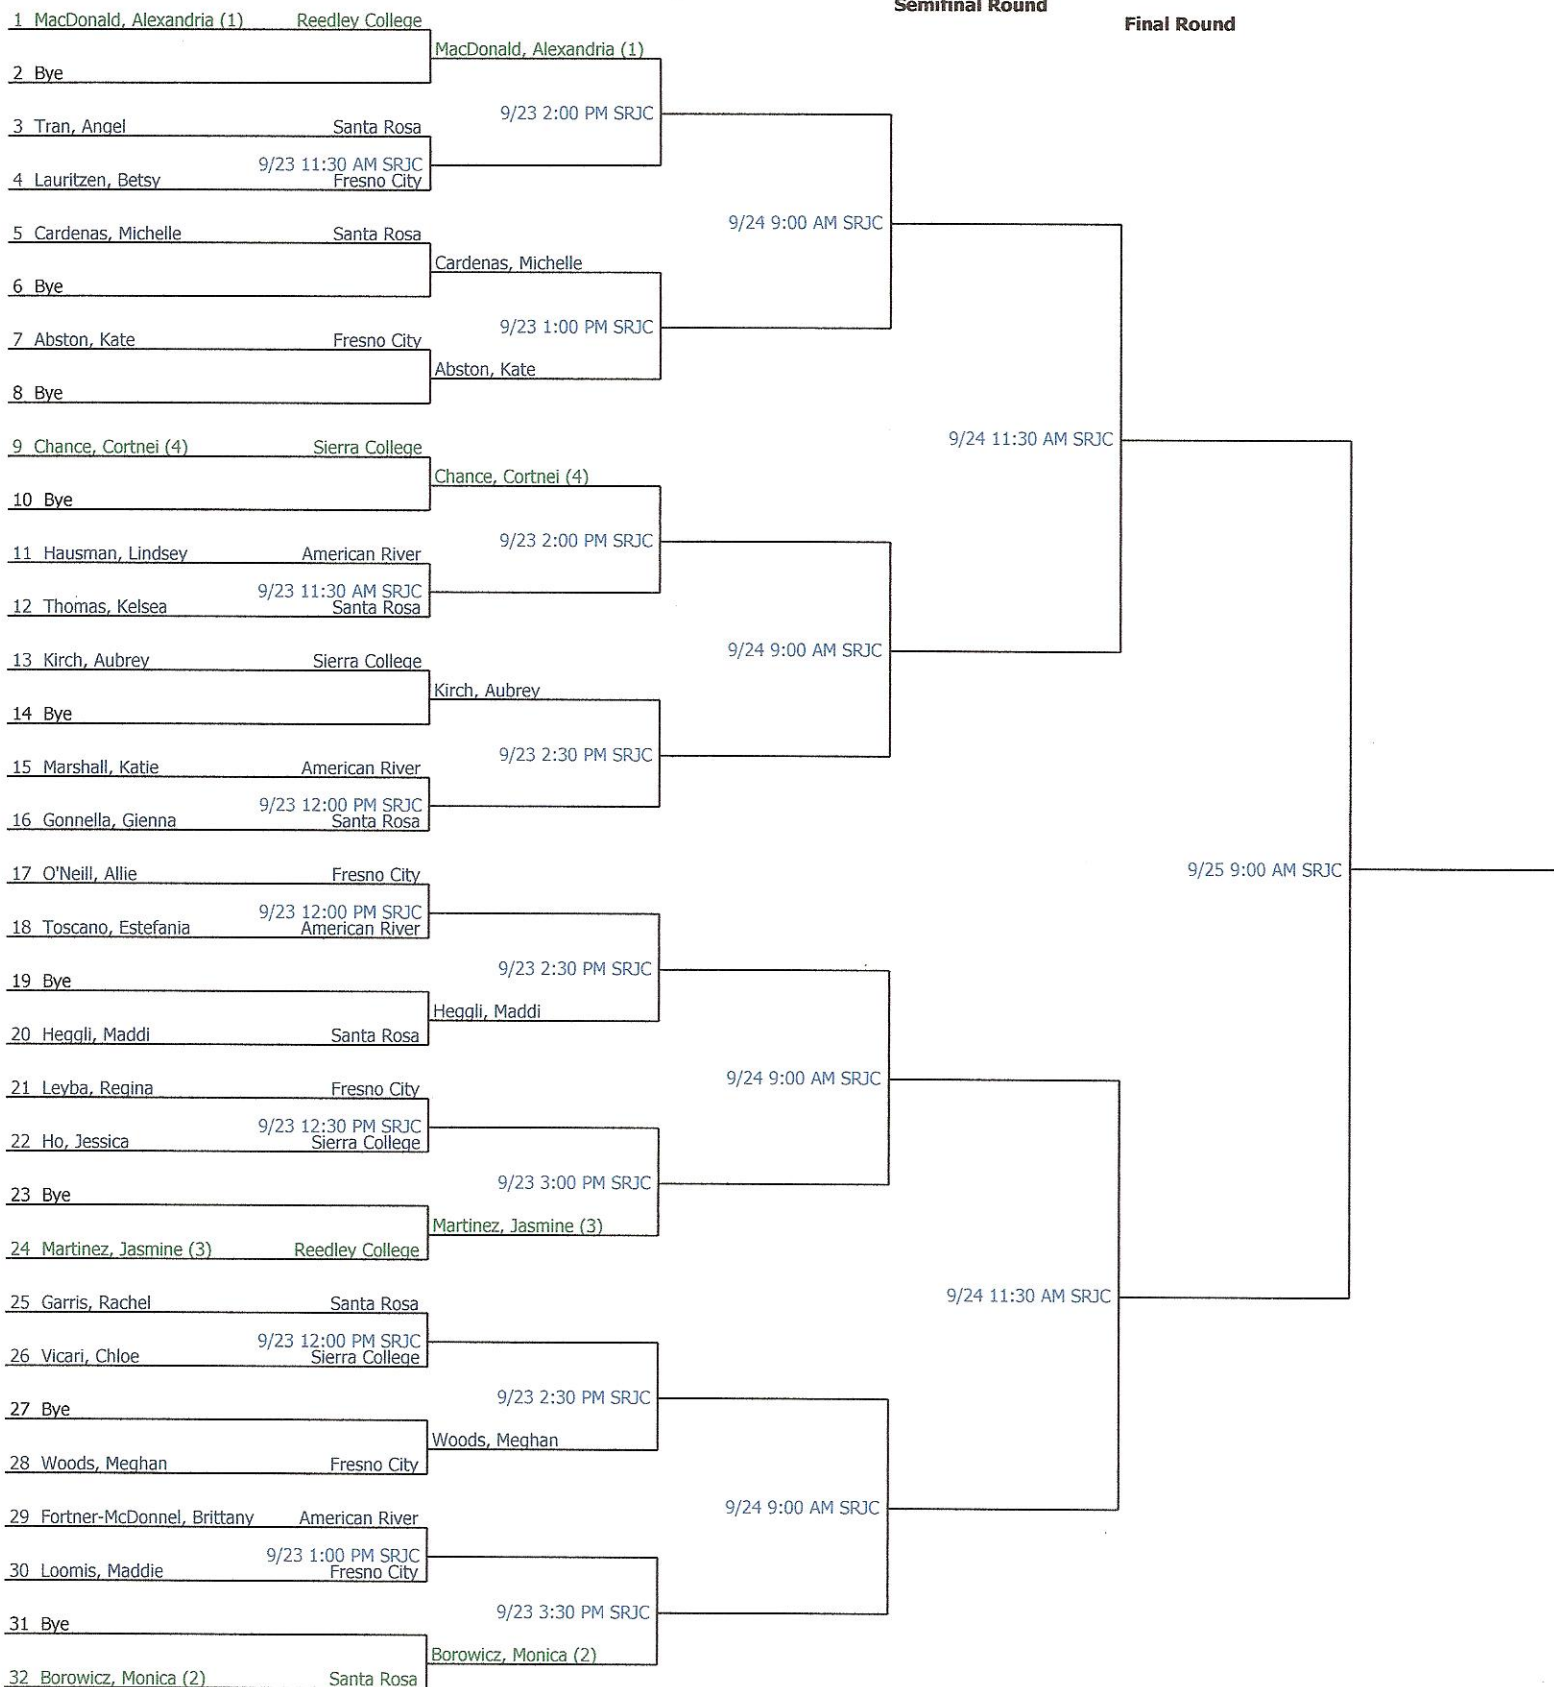 Semifinal Round
Final Round
1 MacDonald, Alexandria (1) Reedley College
MacDonald, Alexandria (1)
2 Bye
9/23 2:00 PM SRJC
3 Tran, Angel Santa Rosa
9/23 11:30 AM SRJC
4 Lauritzen, Betsy Fresno City
9/24 9:00 AM SRJC
5 Cardenas, Michelle Santa Rosa
Cardenas, Michelle
6 Bye
9/23 1:00 PM SRJC
7 Abston, Kate Fresno City
Abston, Kate
8 Bye
9/24 11:30 AM SRJC
9 Chance, Cortnei (4) Sierra College
Chance, Cortnei (4)
10 Bye
9/23 2:00 PM SRJC
11 Hausman, Lindsey American River
9/23 11:30 AM SRJC
12 Thomas, Kelsea Santa Rosa
9/24 9:00 AM SRJC
13 Kirch, Aubrey Sierra College
Kirch, Aubrey
14 Bye
9/23 2:30 PM SRJC
15 Marshall, Katie American River
9/23 12:00 PM SRJC
16 Gonnella, Gienna Santa Rosa
9/25 9:00 AM SRJC
17 O'Neill, Allie Fresno City
9/23 12:00 PM SRJC
18 Toscano, Estefania American River
9/23 2:30 PM SRJC
19 Bye
Heggli, Maddi
20 Heggli, Maddi Santa Rosa
9/24 9:00 AM SRJC
21 Leyba, Regina Fresno City
9/23 12:30 PM SRJC
22 Ho, Jessica Sierra College
9/23 3:00 PM SRJC
23 Bye
Martinez, Jasmine (3)
24 Martinez, Jasmine (3) Reedley College
9/24 11:30 AM SRJC
25 Garris, Rachel Santa Rosa
9/23 12:00 PM SRJC
26 Vicari, Chloe Sierra College
9/23 2:30 PM SRJC
27 Bye
Woods, Meghan
28 Woods, Meghan Fresno City
9/24 9:00 AM SRJC
29 Fortner-McDonnel, Brittany American River
9/23 1:00 PM SRJC
30 Loomis, Maddie Fresno City
9/23 3:30 PM SRJC
31 Bye
Borowicz, Monica (2)
32 Borowicz, Monica (2) Santa Rosa